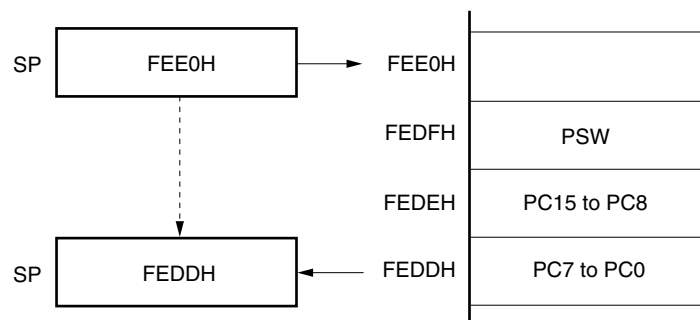 SP FEE0H FEE0H
FEDFH PSW
FEDEH PC15 to PC8
SP FEDDH FEDDH PC7 to PC0